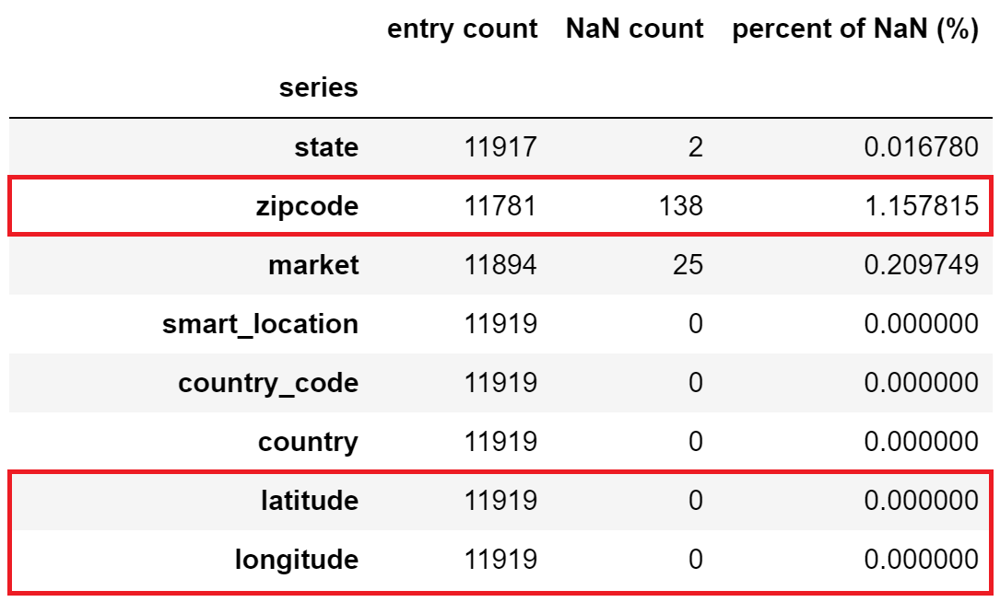 entry count NaN count percent of NaN (%)
series
state 11917 2 0.016780
zipcode 11781 138 1.157815
market 11894 25 0.209749
smart_location 11919 0 0.000000
country_code 11919 0 0.000000
country 11919 0 0.000000
latitude 11919 0 0.000000
longitude 11919 0 0.000000